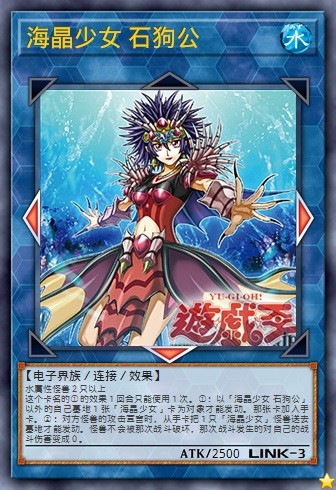 海晶少女 石狗公
水
YU-GI-OH!
遊戯王
【电子界族／连接／效果】
水属性怪兽２只以上
这个卡名的①的效果１回合只能使用１次。①：以「海晶少女 石狗公」
以外的自己墓地１张「海晶少女」卡为对象才能发动。那张卡加入手
卡。②：对方怪兽的攻击宣言时，从手卡把１只「海晶少女」怪兽送去墓
地才能发动。怪兽不会被那次战斗破坏，那次战斗发生的对自己的战
斗伤害变成０。
ATK/2500 LINK-3